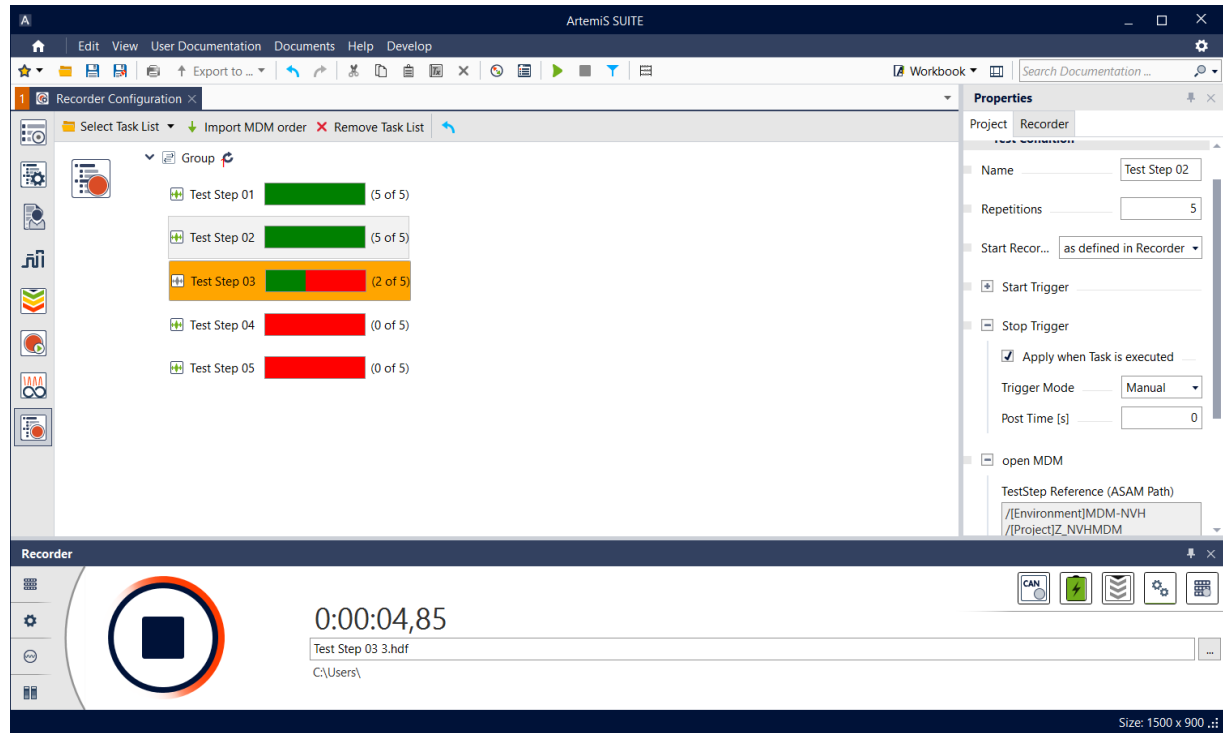 A
ArtemiS SUITE
Edit View User Documentation Documents Help Develop
Export to ...
Workbook
Search Documentation ...
1 Recorder Configuration
Select Task List Import MDM order Remove Task List
Group
Test Step 01 (5 of 5)
Test Step 02 (5 of 5)
Test Step 03 (2 of 5)
Test Step 04 (0 of 5)
Test Step 05 (0 of 5)
Properties
Project Recorder
Test Condition
Name Test Step 02
Repetitions 5
Start Recor... as defined in Recorder
Start Trigger
Stop Trigger
Apply when Task is executed
Trigger Mode Manual
Post Time [s] 0
open MDM
TestStep Reference (ASAM Path)
/[Environment]MDM-NVH
/[Project]Z_NVHMDM
Recorder
CAN
0:00:04,85
Test Step 03 3.hdf
...
C:\Users\
Size: 1500 x 900